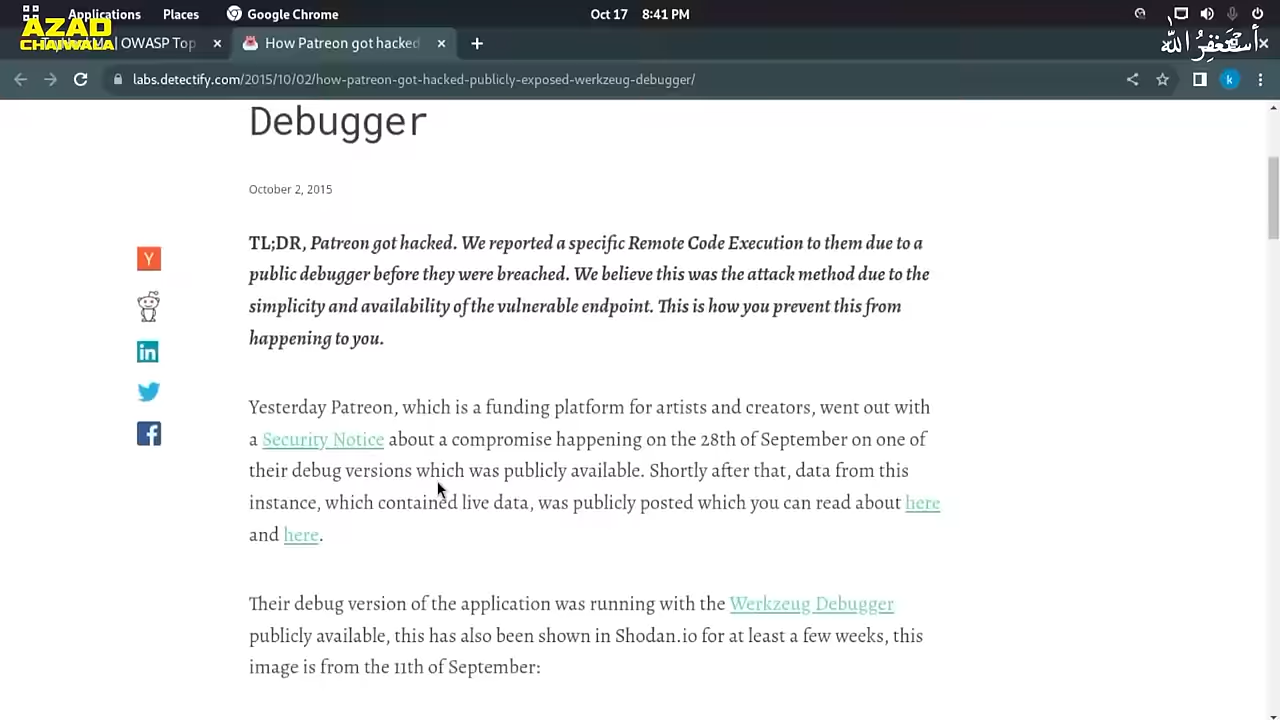 Applications Places Google Chrome Oct 17 8:41 PM
AZAD
CHAIWALA
OWASP Top How Patreon got hacked
أستغفر الله
labs.detectify.com/2015/10/02/how-patreon-got-hacked-publicly-exposed-werkzeug-debugger/
k
Debugger
October 2, 2015
TL;DR, Patreon got hacked. We reported a specific Remote Code Execution to them due to a
public debugger before they were breached. We believe this was the attack method due to the
simplicity and availability of the vulnerable endpoint. This is how you prevent this from
happening to you.
Yesterday Patreon, which is a funding platform for artists and creators, went out with
a Security Notice about a compromise happening on the 28th of September on one of
their debug versions which was publicly available. Shortly after that, data from this
instance, which contained live data, was publicly posted which you can read about here
and here.
Their debug version of the application was running with the Werkzeug Debugger
publicly available, this has also been shown in Shodan.io for at least a few weeks, this
image is from the 11th of September: